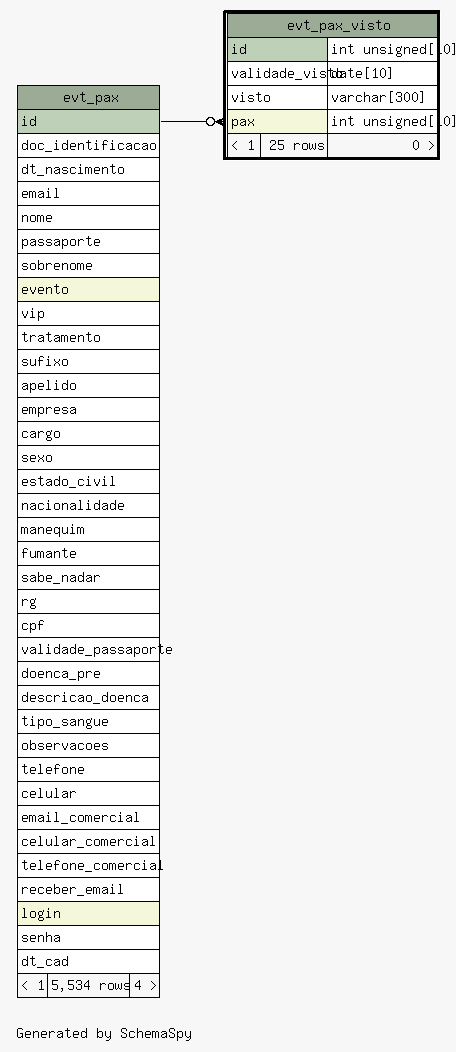 evt_pax_visto
id int unsigned[10]
validade_visto date[10]
visto varchar[300]
pax int unsigned[10]
< 1 25 rows 0 >
evt_pax
id
doc_identificacao
dt_nascimento
email
nome
passaporte
sobrenome
evento
vip
tratamento
sufixo
apelido
empresa
cargo
sexo
estado_civil
nacionalidade
manequim
fumante
sabe_nadar
rg
cpf
validade_passaporte
doenca_pre
descricao_doenca
tipo_sangue
observacoes
telefone
celular
email_comercial
celular_comercial
telefone_comercial
receber_email
login
senha
dt_cad
< 1 5,534 rows 4 >
Generated by SchemaSpy